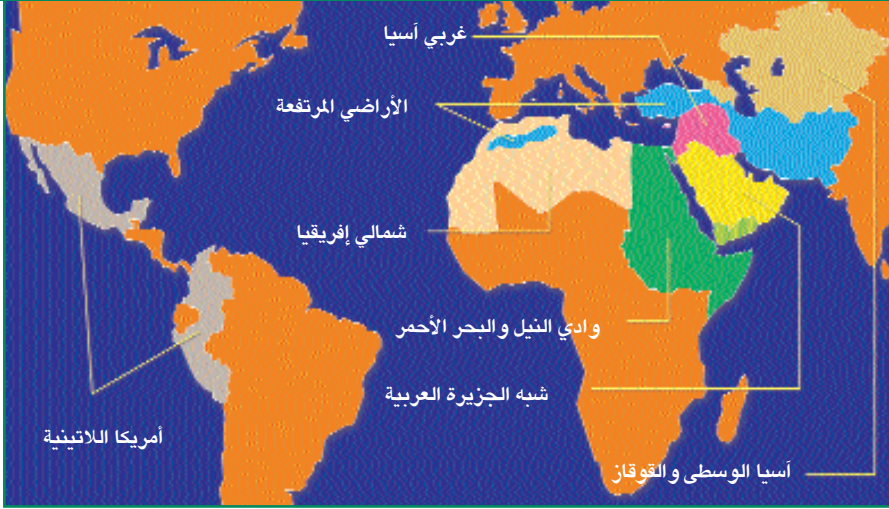 غربي آسيا
الأراضي المرتفعة
شمالي إفريقيا
وادي النيل والبحر الأحمر
شبه الجزيرة العربية
أمريكا اللاتينية
آسيا الوسطى والقوقاز